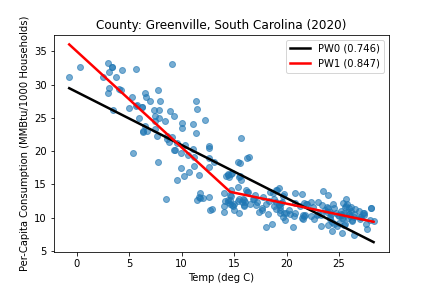 County: Greenville, South Carolina (2020)
Per-Capita Consumption (MMBtu/1000 Households)
35
30
25
20
15
10
5
PW0 (0.746)
PW1 (0.847)
0 5 10 15 20 25
Temp (deg C)